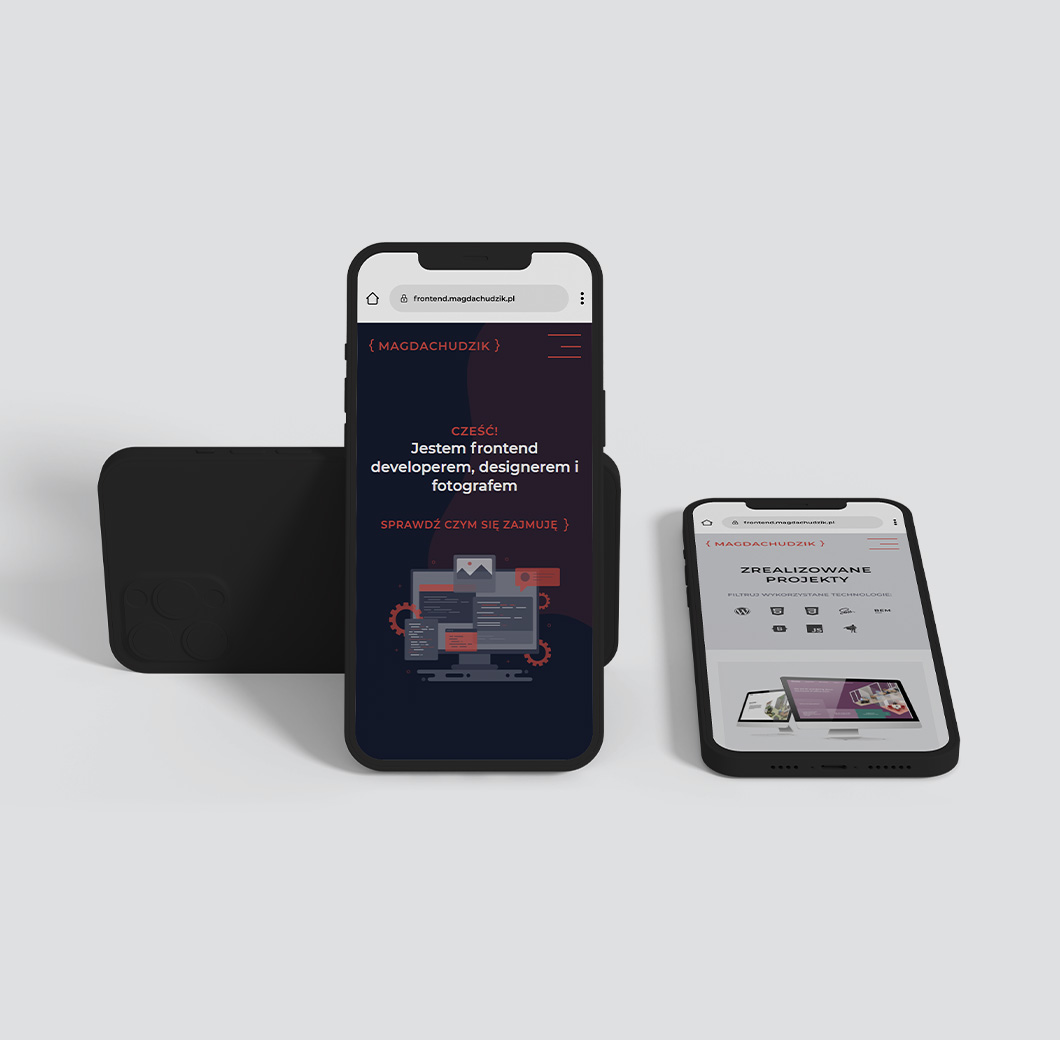 frontend.magdachudzik.pl
{ MAGDACHUDZIK }
CZEŚĆ!
Jestem frontend
developerem, designerem i
fotografem
SPRAWDŹ CZYM SIĘ ZAJMUJĘ }
frontend.magdachudzik.pl
{ MAGDACHUDZIK }
ZREALIZOWANE
PROJEKTY
FILTRUJ WYKORZYSTANE TECHNOLOGIE:
BEM
JS